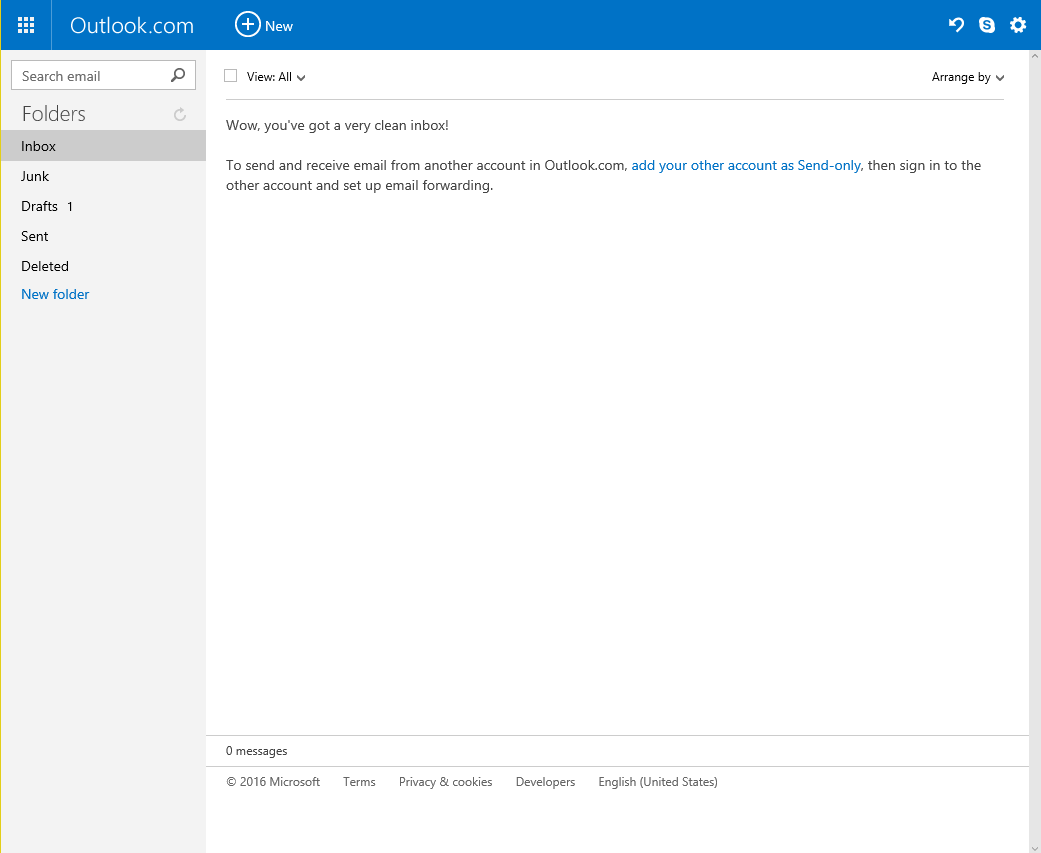 Outlook.com
New
Search email
Folders
Inbox
Junk
Drafts 1
Sent
Deleted
New folder
View: All
Arrange by
Wow, you've got a very clean inbox!
To send and receive email from another account in Outlook.com, add your other account as Send-only, then sign in to the
other account and set up email forwarding.
0 messages
© 2016 Microsoft Terms Privacy & cookies Developers English (United States)